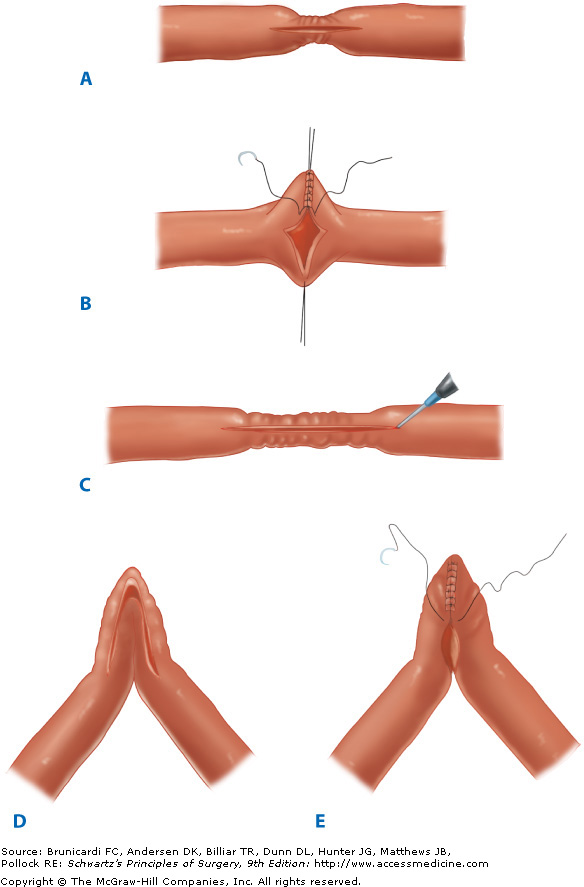 A
B
C
D
E
Source: Brunicardi FC, Andersen DK, Billiar TR, Dunn DL, Hunter JG, Matthews JB,
Pollock RE: Schwartz's Principles of Surgery, 9th Edition: http://www.accessmedicine.com
Copyright © The McGraw-Hill Companies, Inc. All rights reserved.